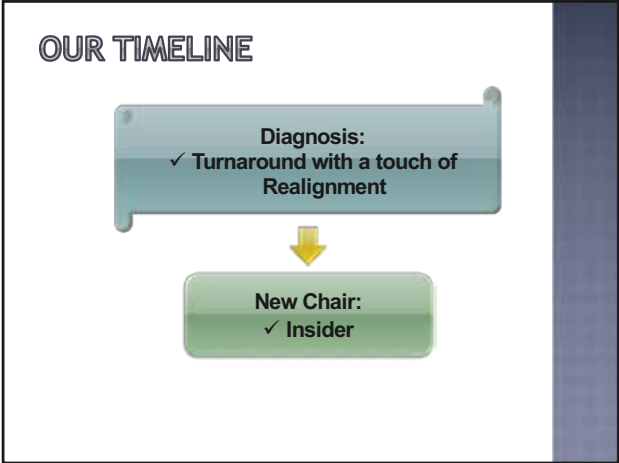 OUR TIMELINE
Diagnosis:
✓ Turnaround with a touch of
Realignment
New Chair:
✓ Insider